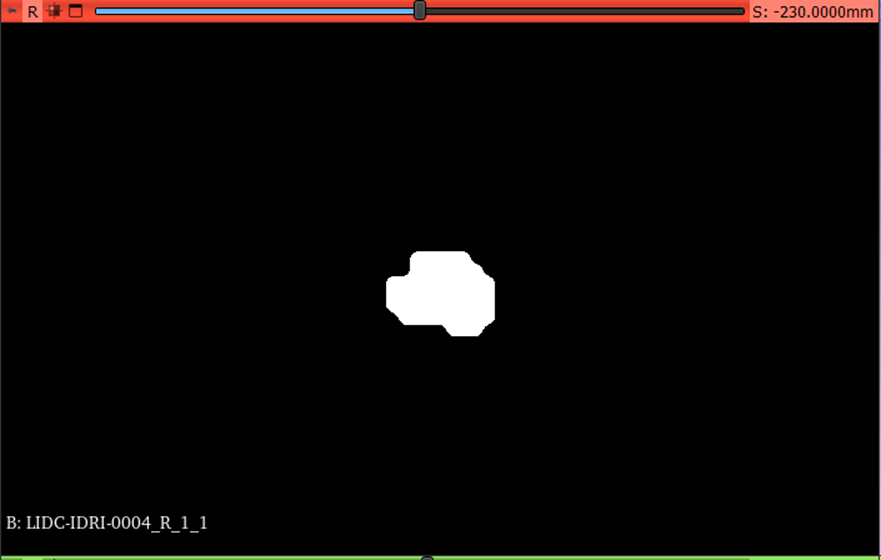 R
S: -230.0000mm
B: LIDC-IDRI-0004_R_1_1